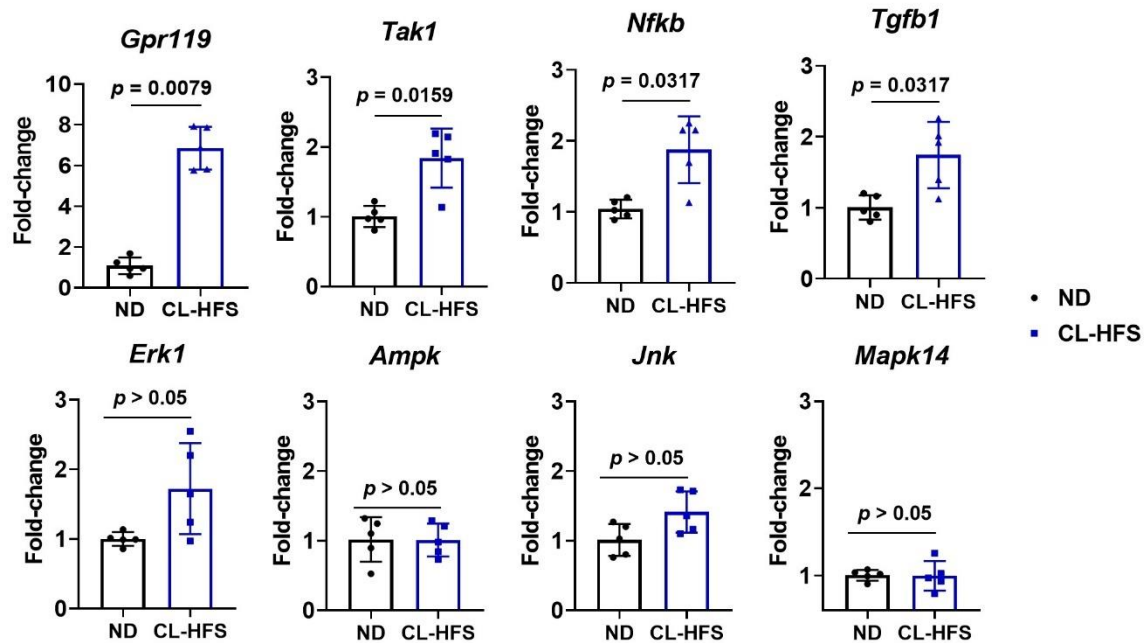 Gpr119
Tak1
Nfkb
Tgfb1
Fold-change
10
8
6
4
2
0
p = 0.0079
ND
CL-HFS
Fold-change
3
2
1
0
p = 0.0159
ND
CL-HFS
Fold-change
3
2
1
0
p = 0.0317
ND
CL-HFS
Fold-change
3
2
1
0
p = 0.0317
ND
CL-HFS
ND
CL-HFS
Erk1
Ampk
Jnk
Mapk14
Fold-change
3
2
1
0
p > 0.05
ND
CL-HFS
Fold-change
3
2
1
0
p > 0.05
ND
CL-HFS
Fold-change
3
2
1
0
p > 0.05
ND
CL-HFS
Fold-change
3
2
1
p > 0.05
ND
CL-HFS